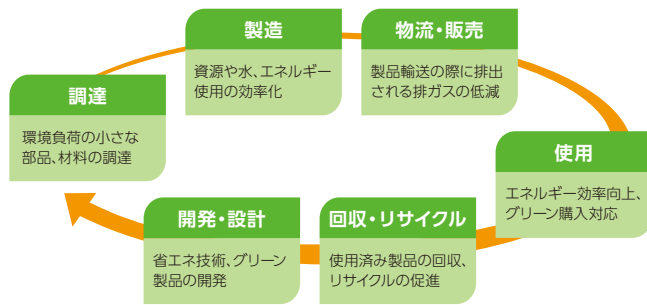 製造
資源や水、エネルギー
使用の効率化
物流・販売
製品輸送の際に排出
される排ガスの低減
調達
環境負荷の小さな
部品、材料の調達
使用
エネルギー効率向上、
グリーン購入対応
開発・設計
省エネ技術、グリーン
製品の開発
回収・リサイクル
使用済み製品の回収、
リサイクルの促進